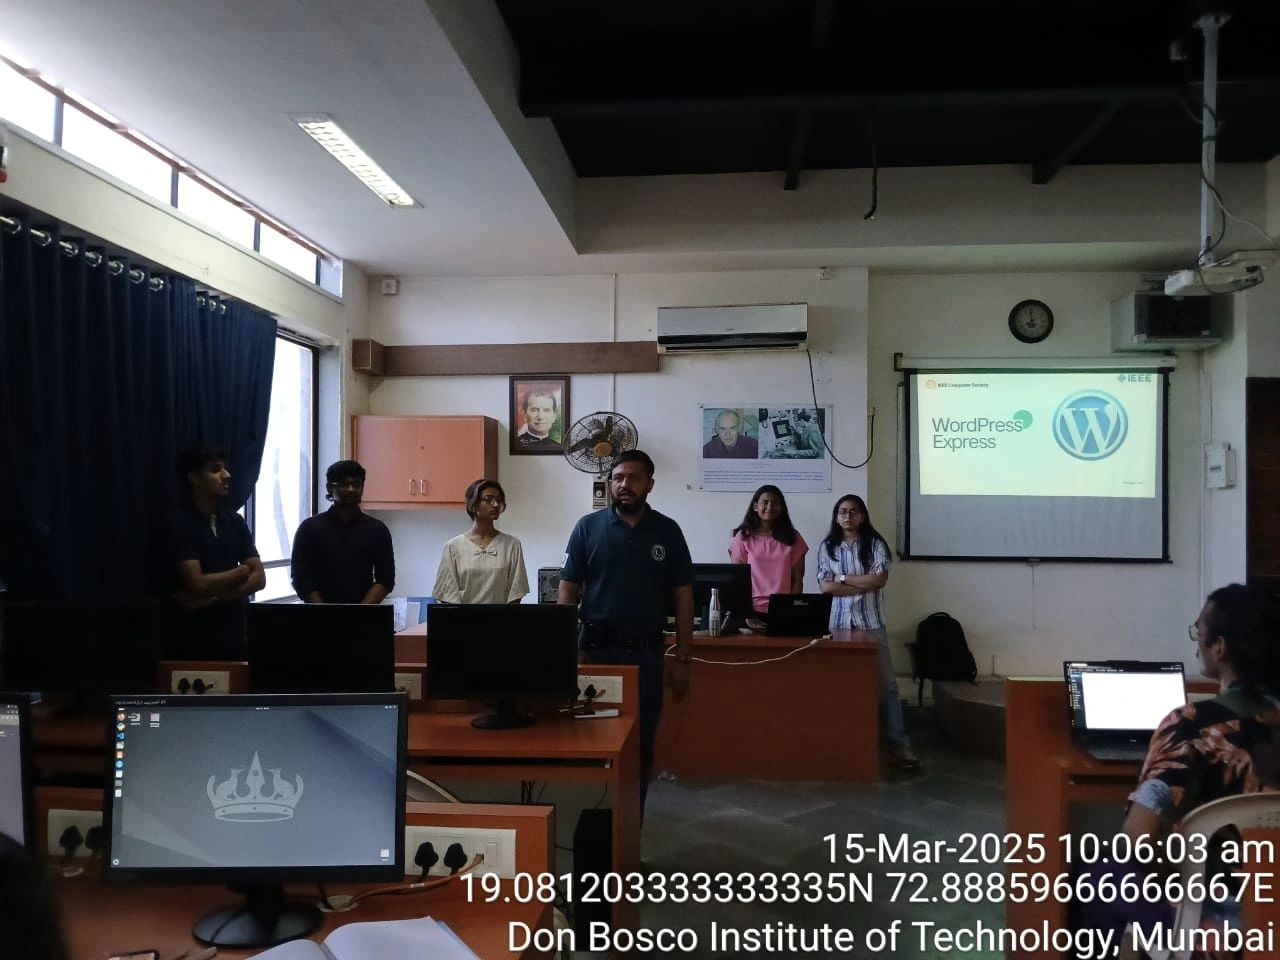 IEEE Computer Society
IEEE
WordPress
Express
15-Mar-2025 10:06:03 am
19.081203333333335N 72.88859666666667E
Don Bosco Institute of Technology, Mumbai